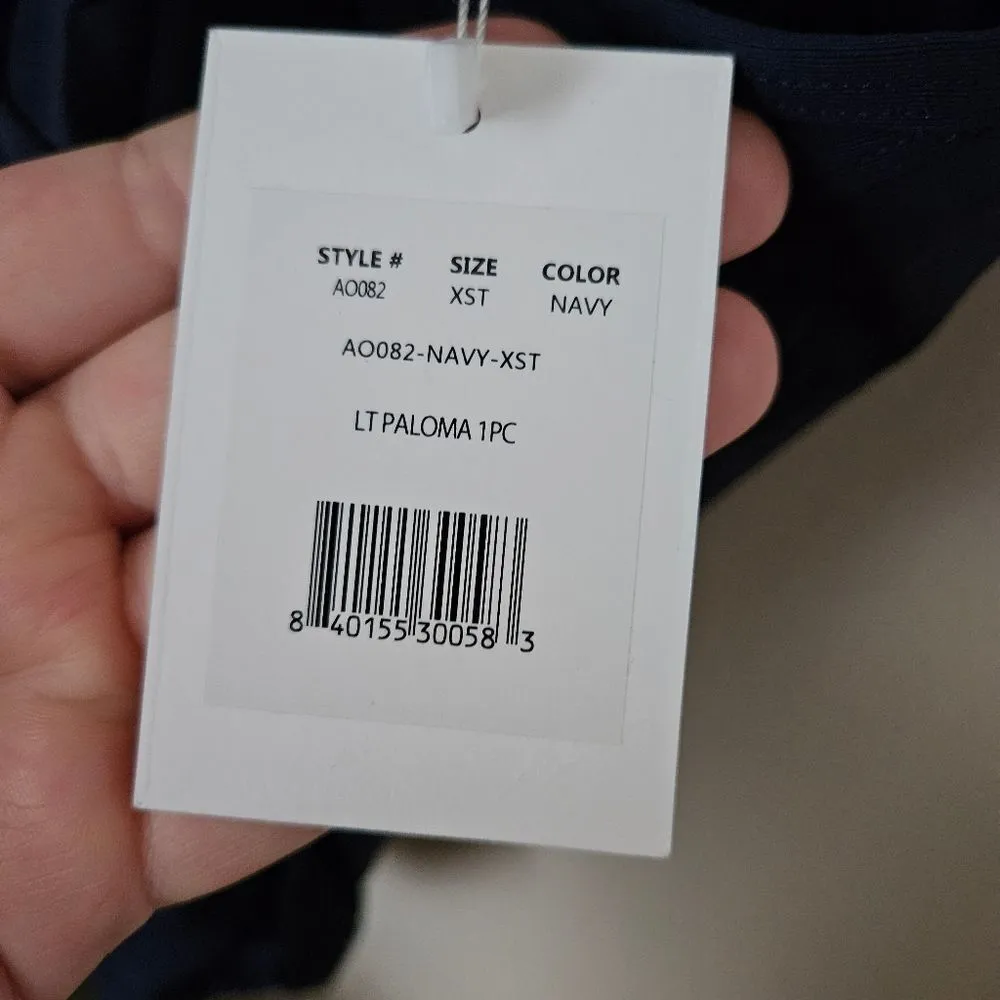 STYLE # SIZE COLOR
AO082 XST NAVY
AO082-NAVY-XST
LT PALOMA 1PC
8 40155 30058 3